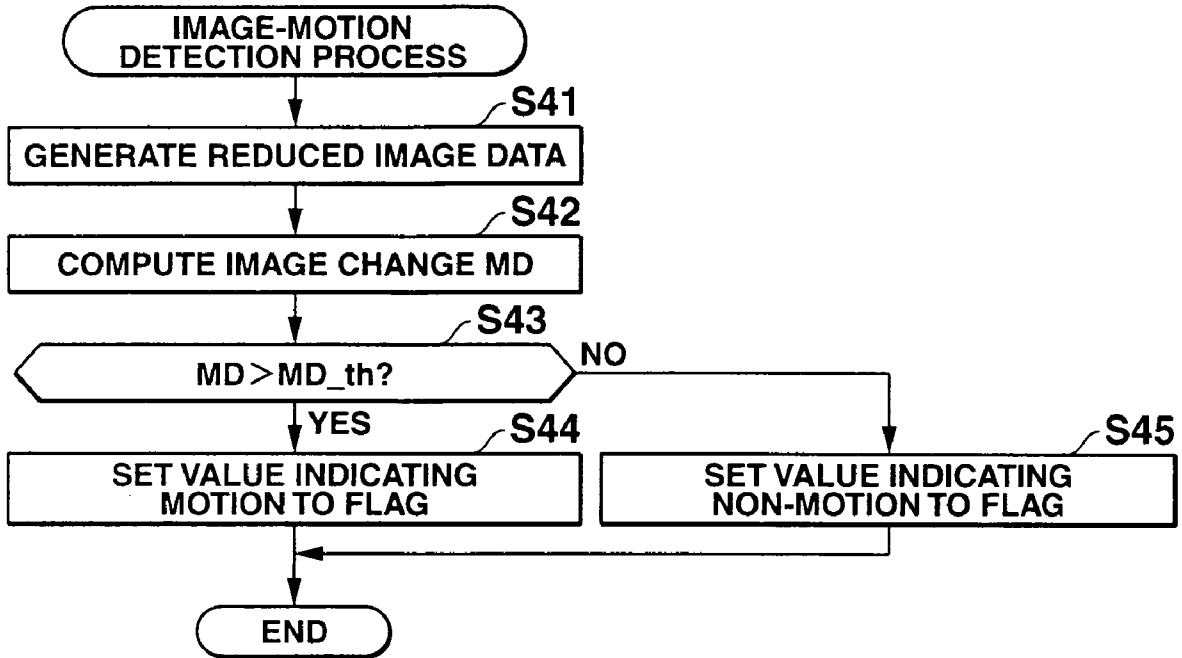 IMAGE-MOTION
DETECTION PROCESS
S41
GENERATE REDUCED IMAGE DATA
S42
COMPUTE IMAGE CHANGE MD
S43
MD>MD_th?
NO
YES
S44
SET VALUE INDICATING
MOTION TO FLAG
S45
SET VALUE INDICATING
NON-MOTION TO FLAG
END